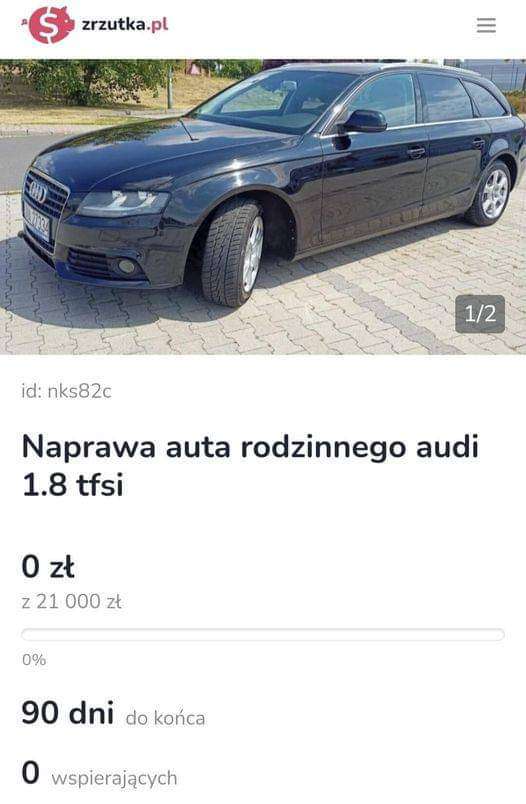 zrzutka.pl
1/2
id: nks82c
Naprawa auta rodzinnego audi
1.8 tfsi
0 zł
z 21 000 zł
0%
90 dni do końca
0 wspierających